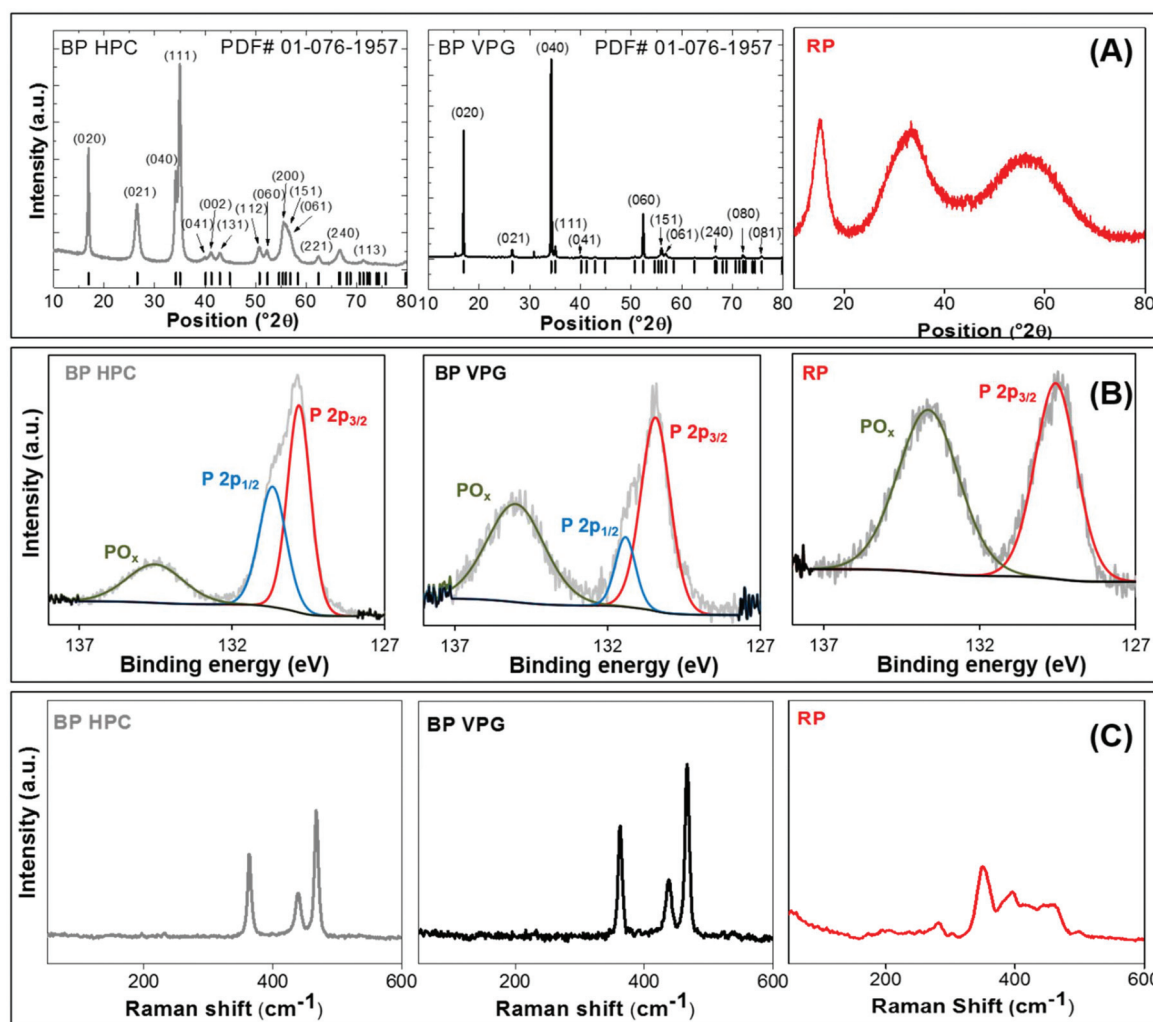 BP HPC
PDF# 01-076-1957
(111)
(020)
(040)
(021)
(041)
(002)
(131)
(112)
(060)
(200)
(151)
(061)
(221)
(240)
(113)
Intensity (a.u.)
10 20 30 40 50 60 70 80
Position (°2θ)
BP VPG
PDF# 01-076-1957
(040)
(020)
(021)
(111)
(041)
(060)
(151)
(061)
(240)
(080)
(081)
10 20 30 40 50 60 70 80
Position (°2θ)
RP
(A)
20 40 60 80
Position (°2θ)
BP HPC
P 2p3/2
P 2p1/2
POx
Intensity (a.u.)
137 132 127
Binding energy (eV)
BP VPG
P 2p3/2
POx
P 2p1/2
137 132 127
Binding energy (eV)
RP
(B)
P 2p3/2
POx
137 132 127
Binding energy (eV)
BP HPC
Intensity (a.u.)
200 400 600
Raman shift (cm-1)
BP VPG
200 400 600
Raman shift (cm-1)
RP
(C)
200 400 600
Raman Shift (cm-1)